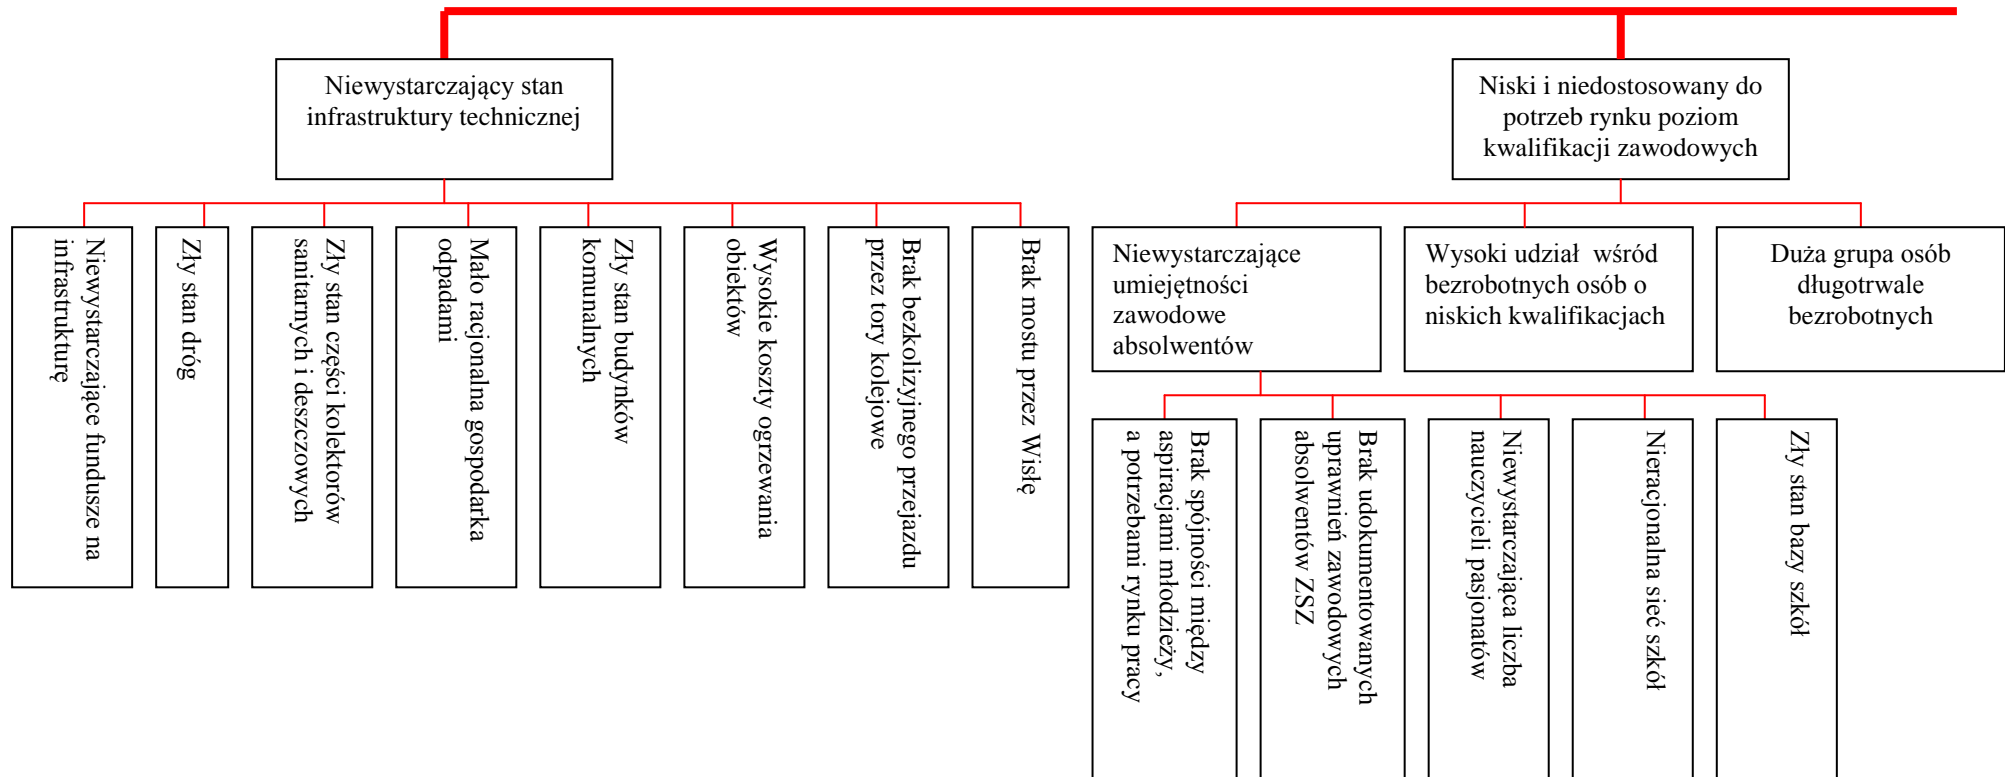 Niewystarczający stan
infrastruktury technicznej
Niski i niedostosowany do
potrzeb rynku poziom
kwalifikacji zawodowych
Niewystarczające fundusze na
infrastrukturę
Zły stan dróg
Zły stan części kolektorów
sanitarnych i deszczowych
Mało racjonalna gospodarka
odpadami
Zły stan budynków
komunalnych
Wysokie koszty ogrzewania
obiektów
Brak bezkolizyjnego przejazdu
przez tory kolejowe
Brak mostu przez Wisłę
Niewystarczające
umiejętności
zawodowe
absolwentów
Wysoki udział wśród
bezrobotnych osób o
niskich kwalifikacjach
Duża grupa osób
długotrwale
bezrobotnych
Brak spójności między
aspiracjami młodzieży,
a potrzebami rynku pracy
Brak udokumentowanych
uprawnień zawodowych
absolwentów ZSZ
Niewystarczająca liczba
nauczycieli pasjonatów
Nieracjonalna sieć szkół
Zły stan bazy szkół